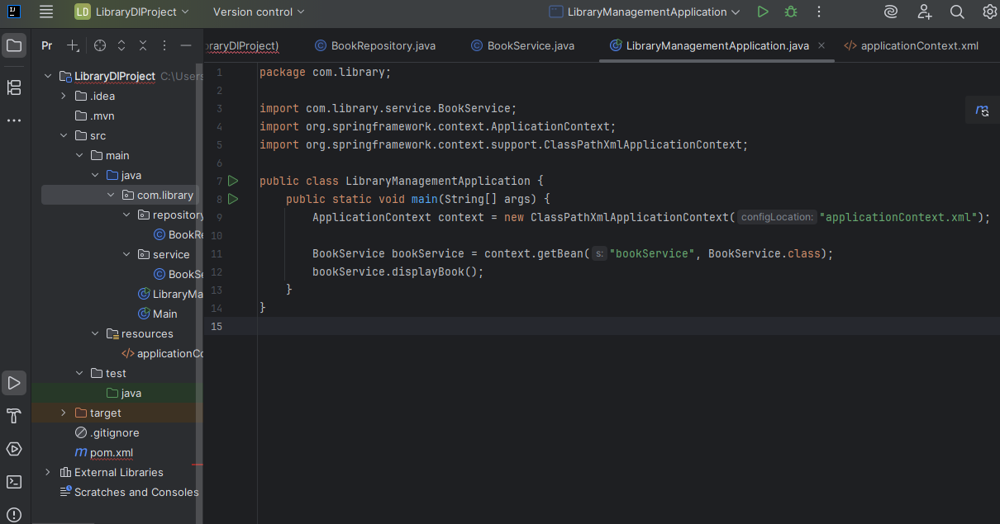 LD LibraryDIProject Version control LibraryManagementApplication
Pr
raryDIProject) BookRepository.java BookService.java LibraryManagementApplication.java applicationContext.xml
LibraryDIProject C:\Users
.idea
.mvn
src
main
java
com.library
repository
BookRe
service
BookSe
LibraryMa
Main
resources
applicationCo
test
java
target
.gitignore
pom.xml
External Libraries
Scratches and Consoles
1 package com.library;
2
3 import com.library.service.BookService;
4 import org.springframework.context.ApplicationContext;
5 import org.springframework.context.support.ClassPathXmlApplicationContext;
6
7 public class LibraryManagementApplication {
8 public static void main(String[] args) {
9 ApplicationContext context = new ClassPathXmlApplicationContext( configLocation: "applicationContext.xml");
10
11 BookService bookService = context.getBean( s: "bookService", BookService.class);
12 bookService.displayBook();
13 }
14 }
15